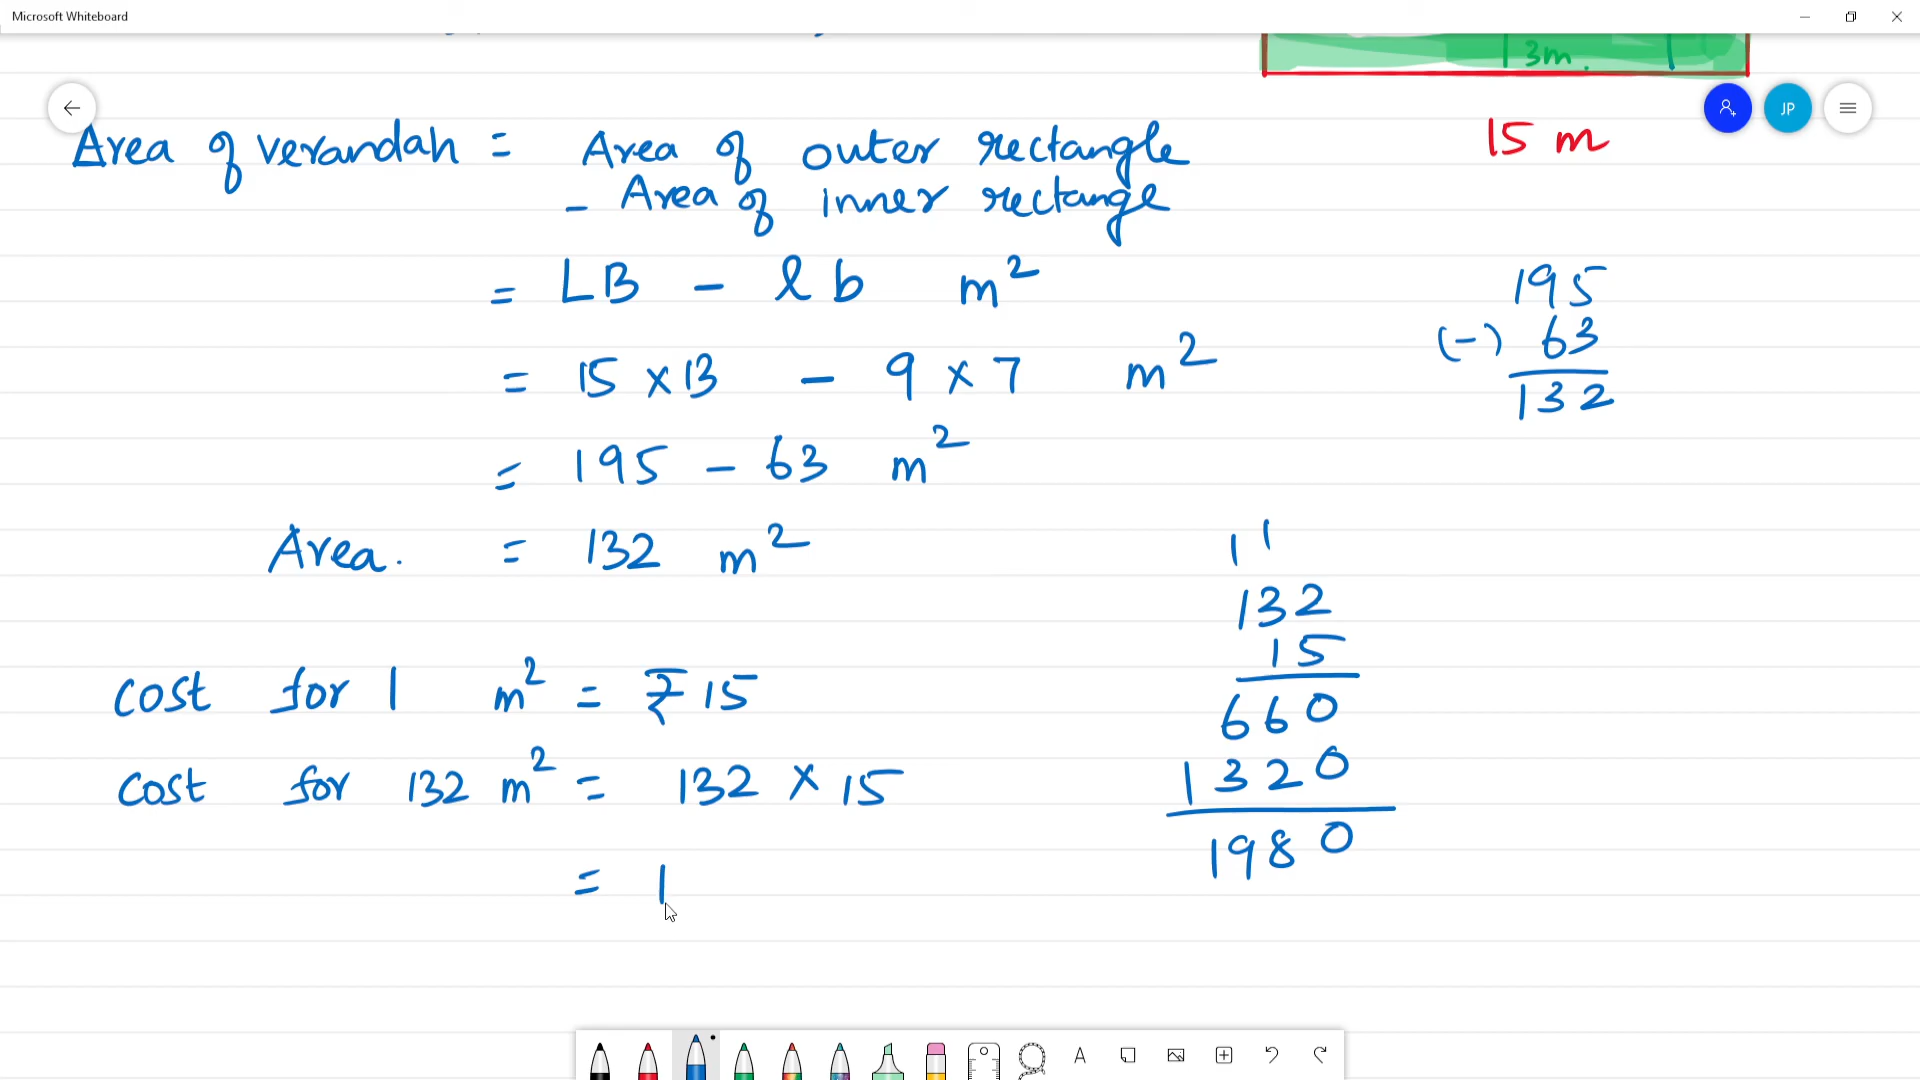 Microsoft Whiteboard
3m.
JP
15 m
Area of verandah = Area of outer rectangle
- Area of inner rectange
= LB - lb m²
= 15 × 13 - 9 × 7 m²
= 195 - 63 m²
Area. = 132 m²
195
(-) 63
132
1 1
132
15
660
1320
1980
cost for 1 m² = ₹ 15
cost for 132 m² = 132 × 15
= 1
A